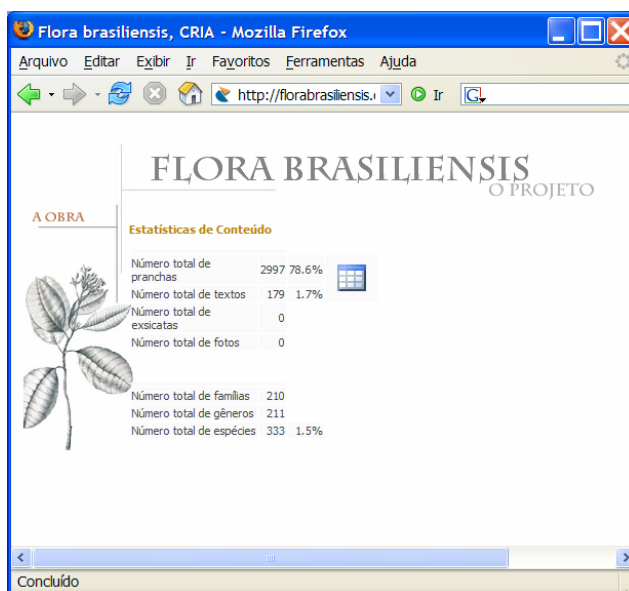 Flora brasiliensis, CRIA - Mozilla Firefox
Arquivo Editar Exibir Ir Favoritos Ferramentas Ajuda
http://florabrasiliensis. Ir G
FLORA BRASILIENSIS
O PROJETO
A OBRA
Estatísticas de Conteúdo
Número total de
pranchas 2997 78.6%
Número total de textos 179 1.7%
Número total de
exsicatas 0
Número total de fotos 0
Número total de famílias 210
Número total de gêneros 211
Número total de espécies 333 1.5%
Concluído